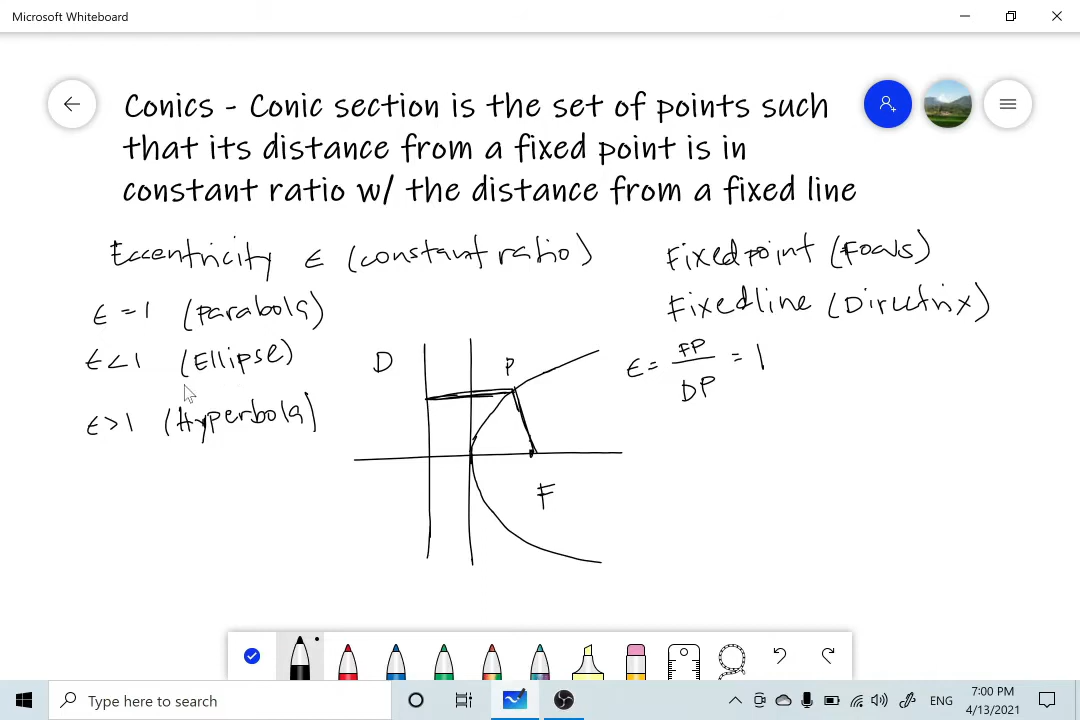 Microsoft Whiteboard
Conics - Conic section is the set of points such
that its distance from a fixed point is in
constant ratio w/ the distance from a fixed line
Eccentricity ϵ (constant ratio)
Fixed point (Focus)
ϵ = 1 (Parabola)
Fixed line (Directrix)
ϵ < 1 (Ellipse)
D
P
ϵ = FP/DP = 1
ϵ > 1 (Hyperbola)
F
Type here to search
ENG
7:00 PM
4/13/2021